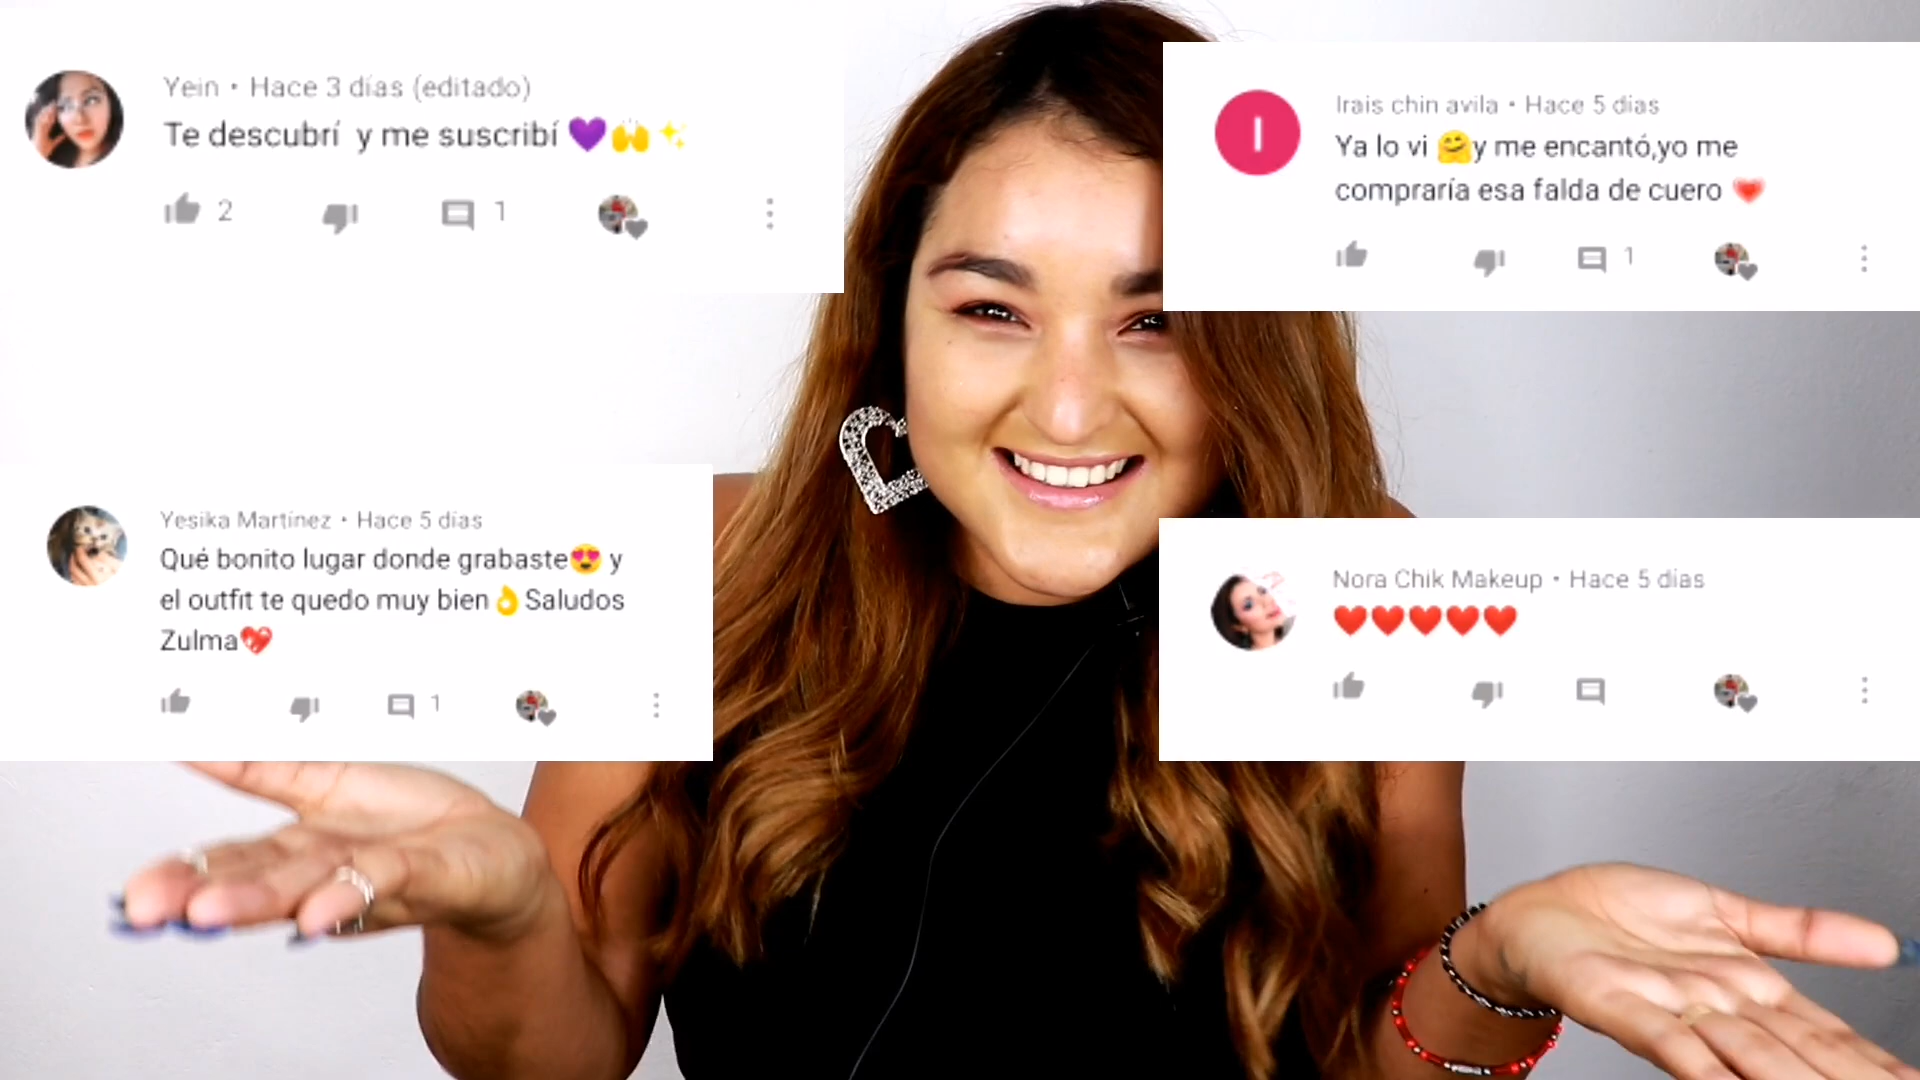 Yein • Hace 3 días (editado)
Te descubrí y me suscribí 💜🙌✨
2
1
Irais chin avila • Hace 5 días
Ya lo vi 🤗y me encantó,yo me
compraría esa falda de cuero 💗
1
Yesika Martínez • Hace 5 días
Qué bonito lugar donde grabaste😍 y
el outfit te quedo muy bien👌Saludos
Zulma💖
1
Nora Chik Makeup • Hace 5 días
❤️❤️❤️❤️❤️
I